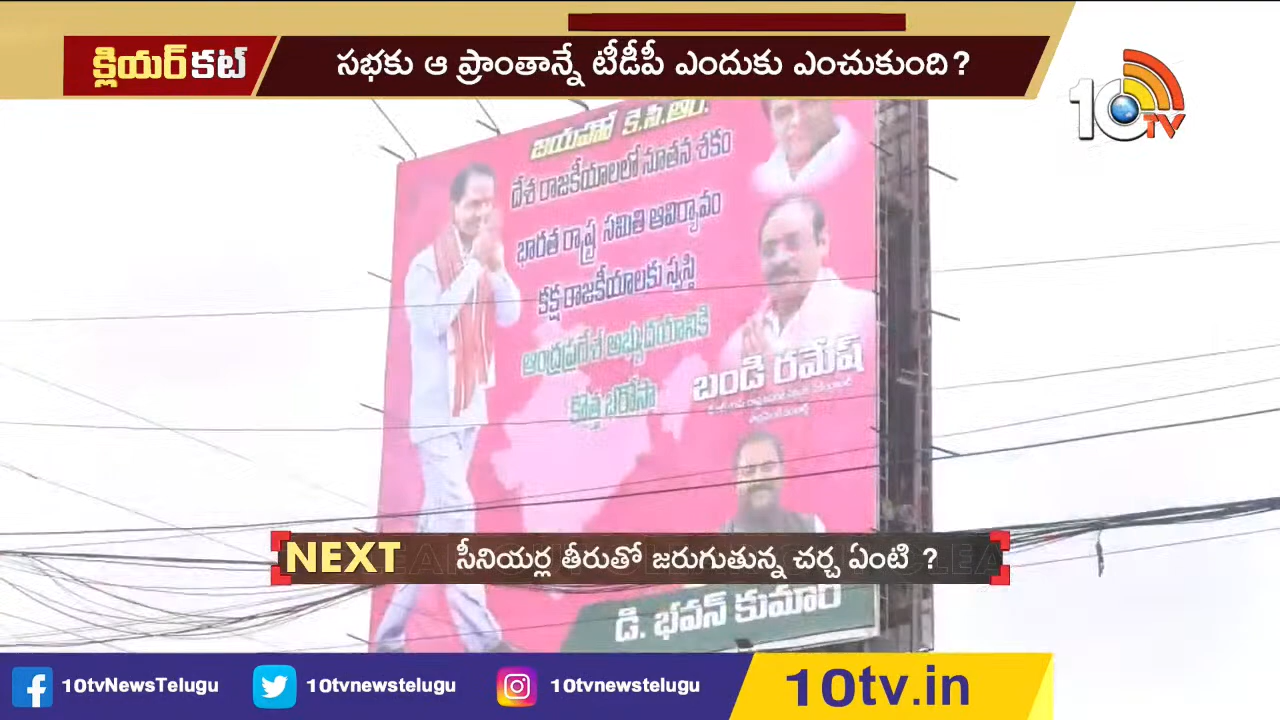 క్లియర్ కట్
సభకు ఆ ప్రాంతాన్నే టీడీపీ ఎందుకు ఎంచుకుంది?
10TV
జయహో కె.సి.ఆర్.
దేశ రాజకీయాలలో నూతన శకం
భారత రాష్ట్ర సమితి ఆవిర్భావం
కక్ష రాజకీయాలకు స్వస్తి
ఆంధ్రప్రదేశ్ అభ్యుదయానికి
కొత్త భరోసా
బండి రమేష్
NEXT సీనియర్ల తీరుతో జరుగుతున్న చర్చ ఏంటి ?
డి. భవన్ కుమార్
10tvNewsTelugu
10tvnewstelugu
10tvnewstelugu
10tv.in